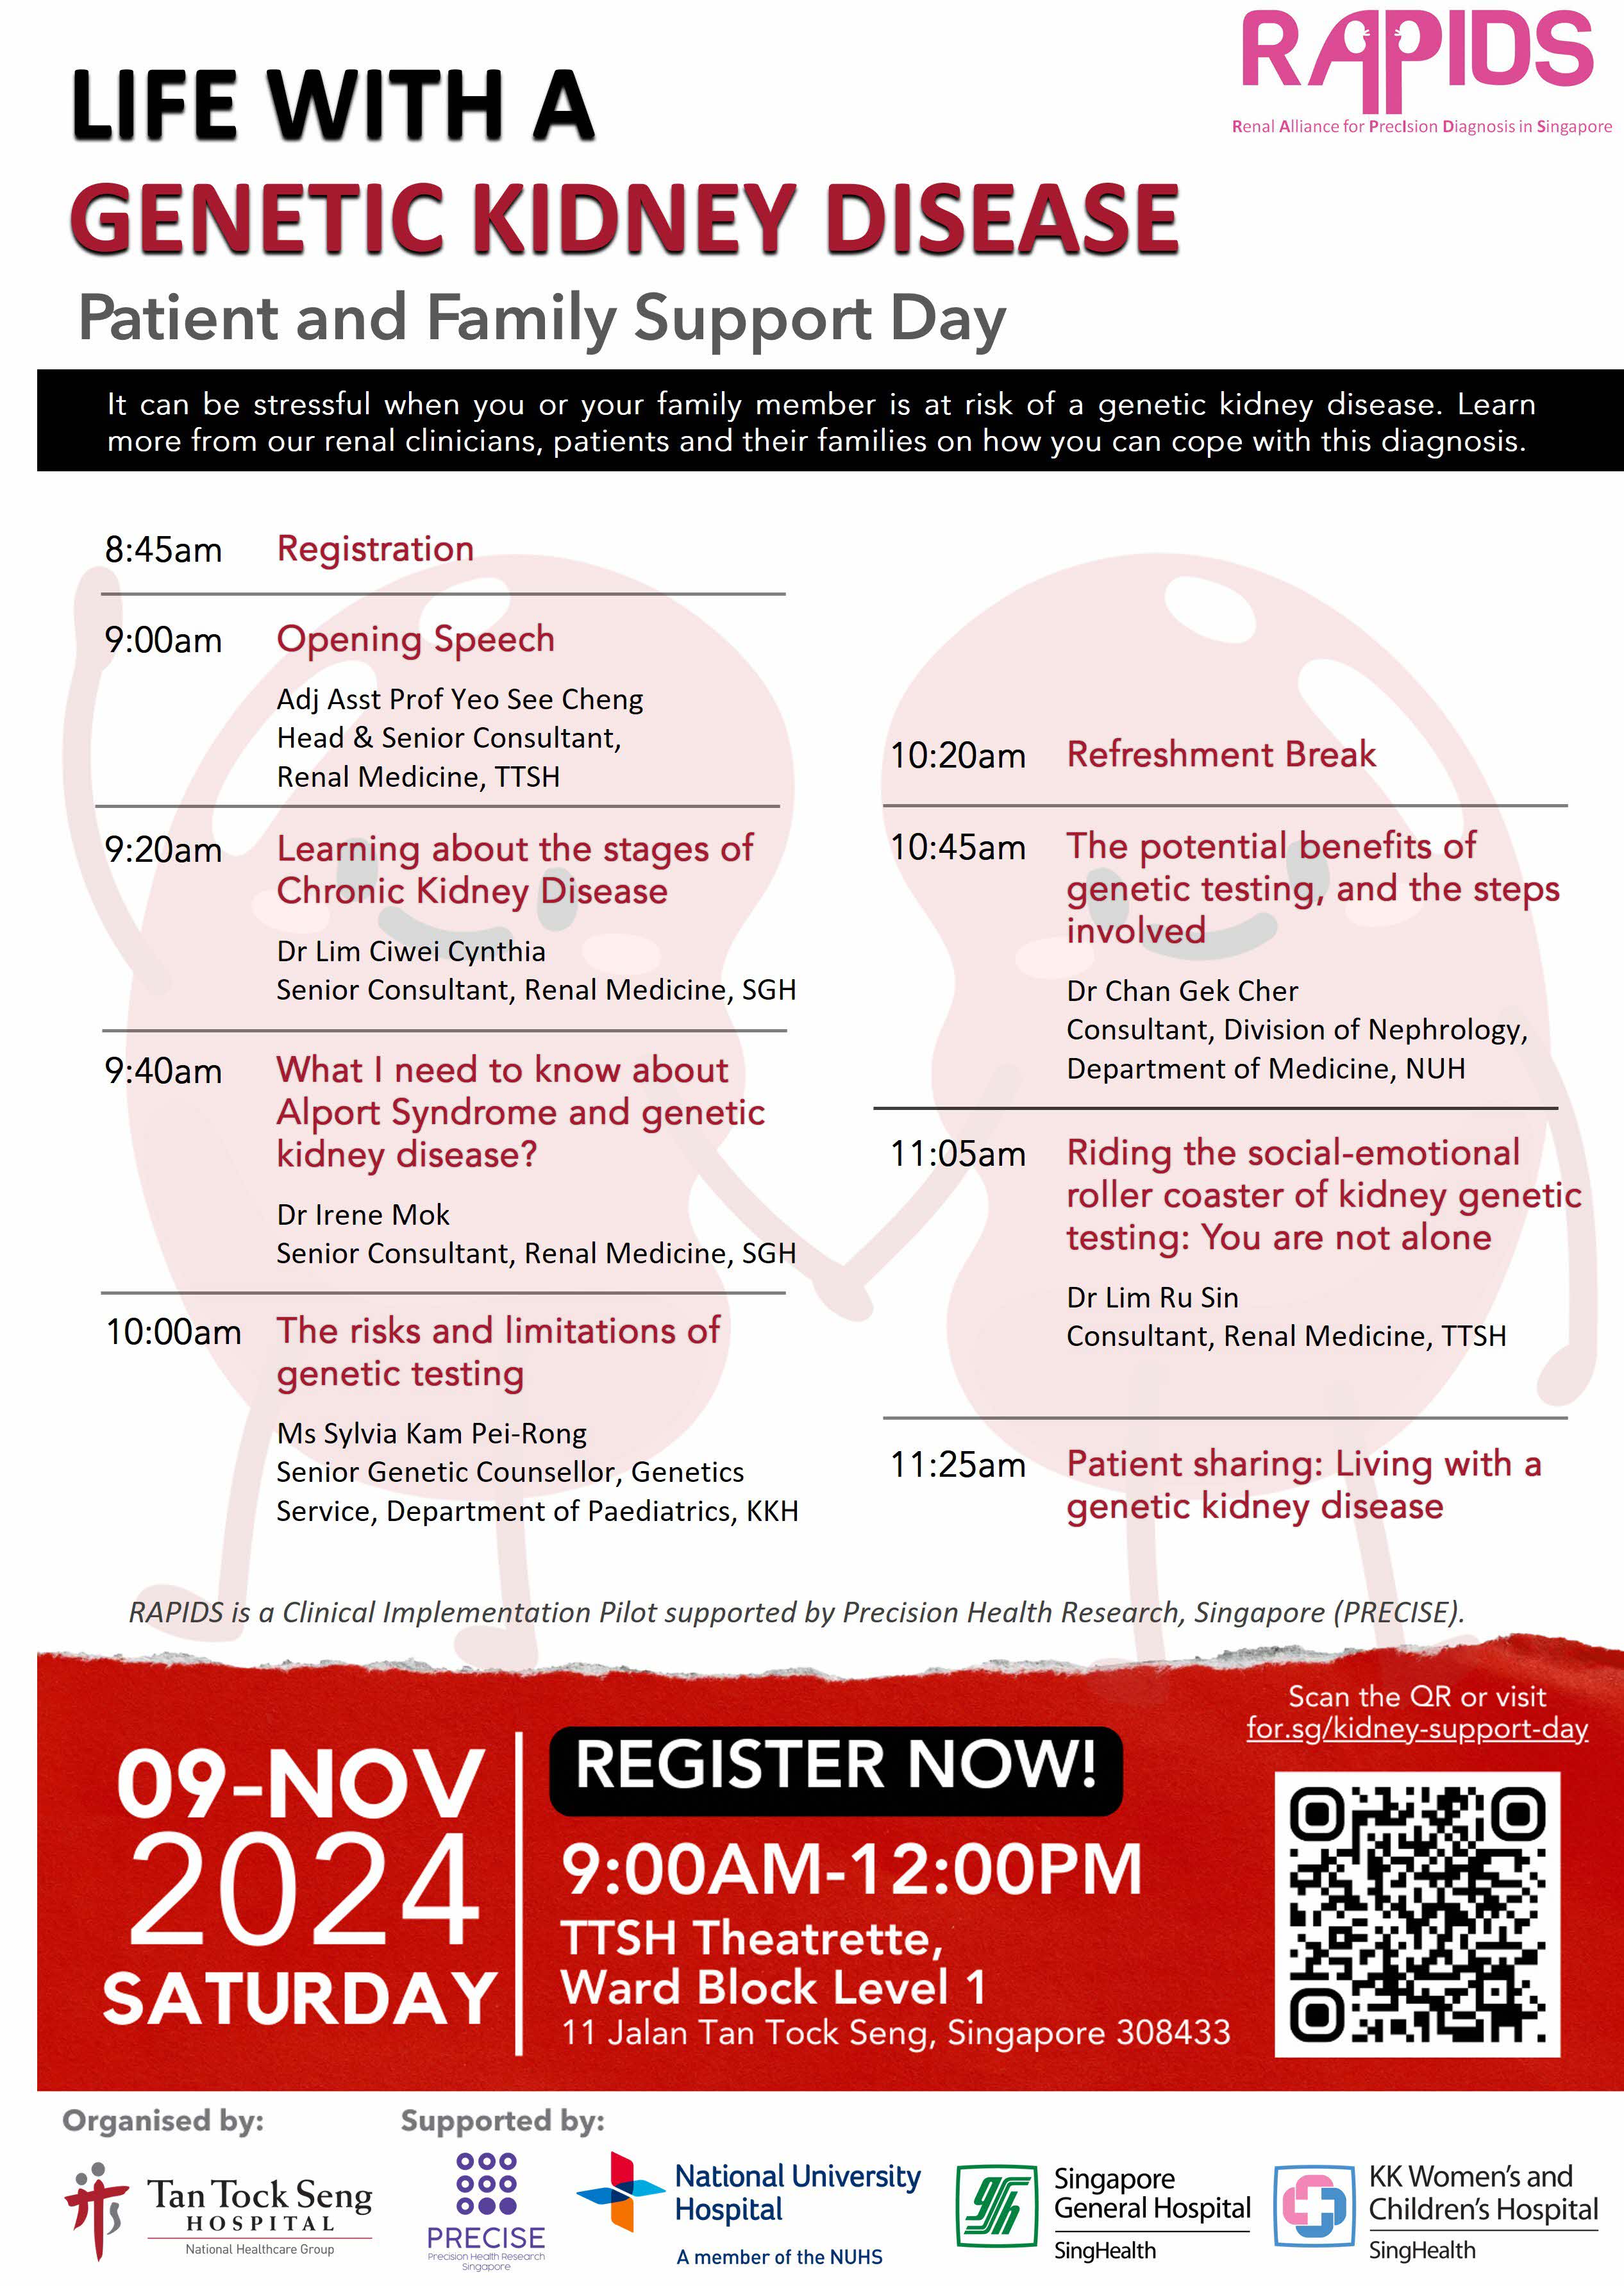 RAPIDS
Renal Alliance for PrecIsion Diagnosis in Singapore
LIFE WITH A
GENETIC KIDNEY DISEASE
Patient and Family Support Day
It can be stressful when you or your family member is at risk of a genetic kidney disease. Learn
more from our renal clinicians, patients and their families on how you can cope with this diagnosis.
8:45am Registration
9:00am Opening Speech
Adj Asst Prof Yeo See Cheng
Head & Senior Consultant,
Renal Medicine, TTSH
9:20am Learning about the stages of
Chronic Kidney Disease
Dr Lim Ciwei Cynthia
Senior Consultant, Renal Medicine, SGH
9:40am What I need to know about
Alport Syndrome and genetic
kidney disease?
Dr Irene Mok
Senior Consultant, Renal Medicine, SGH
10:00am The risks and limitations of
genetic testing
Ms Sylvia Kam Pei-Rong
Senior Genetic Counsellor, Genetics
Service, Department of Paediatrics, KKH
10:20am Refreshment Break
10:45am The potential benefits of
genetic testing, and the steps
involved
Dr Chan Gek Cher
Consultant, Division of Nephrology,
Department of Medicine, NUH
11:05am Riding the social-emotional
roller coaster of kidney genetic
testing: You are not alone
Dr Lim Ru Sin
Consultant, Renal Medicine, TTSH
11:25am Patient sharing: Living with a
genetic kidney disease
RAPIDS is a Clinical Implementation Pilot supported by Precision Health Research, Singapore (PRECISE).
09-NOV
2024
SATURDAY
REGISTER NOW!
9:00AM-12:00PM
TTSH Theatrette,
Ward Block Level 1
11 Jalan Tan Tock Seng, Singapore 308433
Scan the QR or visit
for.sg/kidney-support-day
Organised by:
Tan Tock Seng
HOSPITAL
National Healthcare Group
Supported by:
PRECISE
Precision Health Research
Singapore
National University
Hospital
A member of the NUHS
Singapore
General Hospital
SingHealth
KK Women's and
Children's Hospital
SingHealth